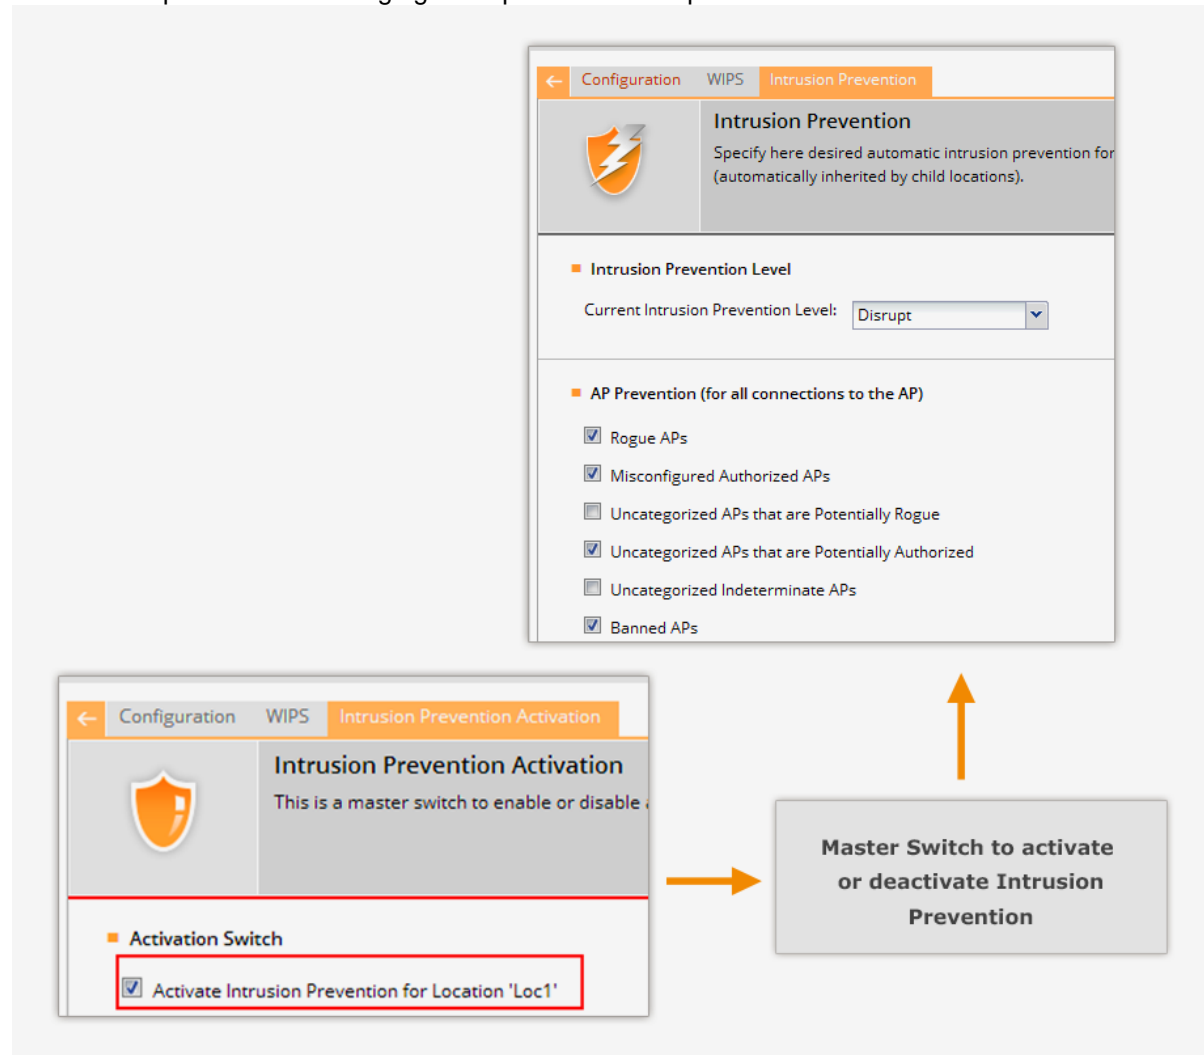 Configuration WIPS Intrusion Prevention
Intrusion Prevention
Specify here desired automatic intrusion prevention for
(automatically inherited by child locations).
Intrusion Prevention Level
Current Intrusion Prevention Level: Disrupt
AP Prevention (for all connections to the AP)
Rogue APs
Misconfigured Authorized APs
Uncategorized APs that are Potentially Rogue
Uncategorized APs that are Potentially Authorized
Uncategorized Indeterminate APs
Banned APs
Configuration WIPS Intrusion Prevention Activation
Intrusion Prevention Activation
This is a master switch to enable or disable
Activation Switch
Activate Intrusion Prevention for Location 'Loc1'
Master Switch to activate
or deactivate Intrusion
Prevention